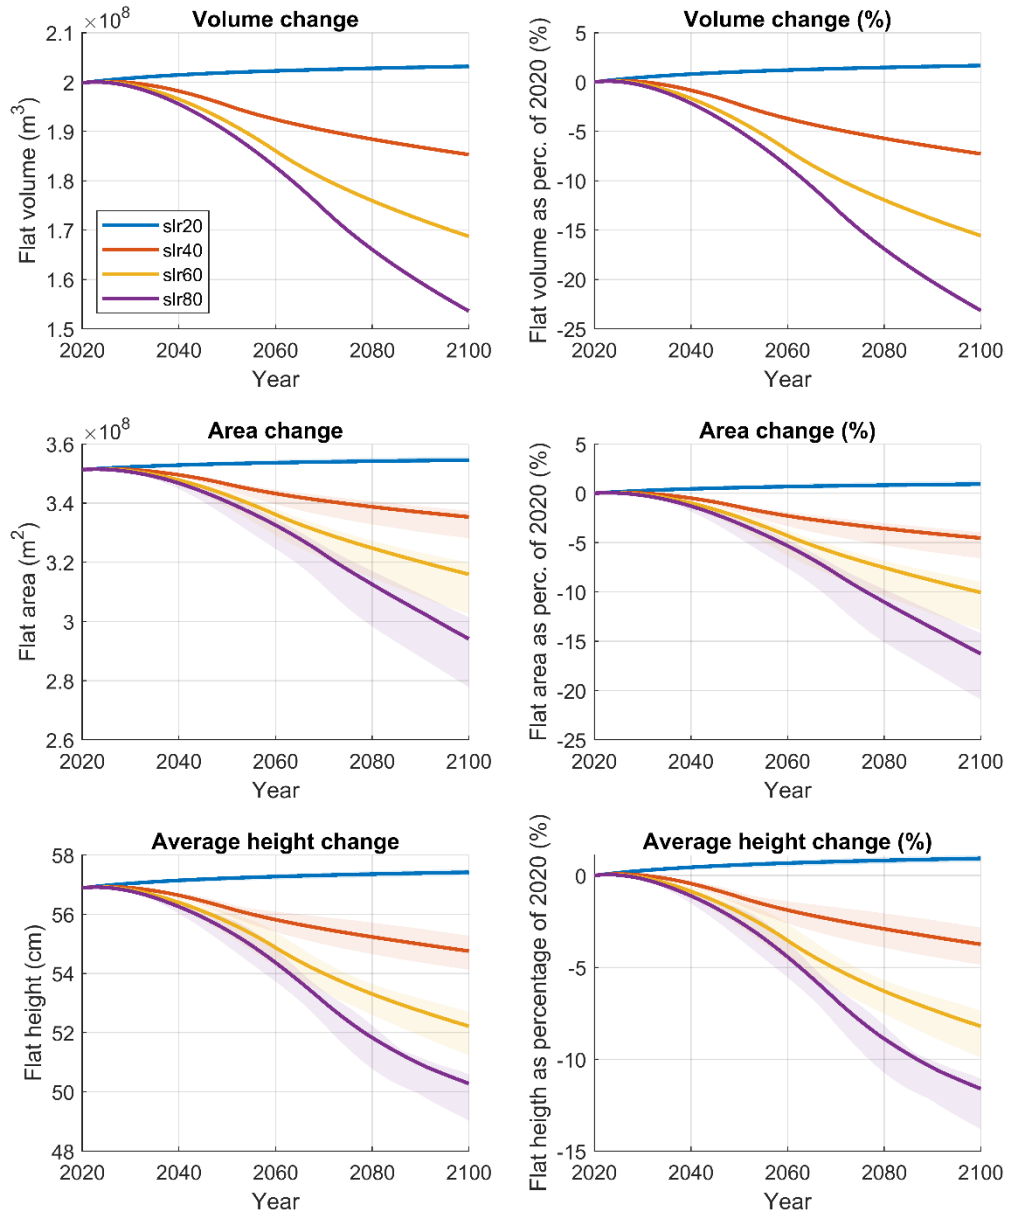 Volume change
×10^8
Flat volume (m^3)
2,1
2
1,9
1,8
1,7
1,6
1,5
slr20
slr40
slr60
slr80
2020 2040 2060 2080 2100
Year
Volume change (%)
Flat volume as perc. of 2020 (%)
5
0
-5
-10
-15
-20
-25
2020 2040 2060 2080 2100
Year
Area change
×10^8
Flat area (m^2)
3,6
3,4
3,2
3
2,8
2,6
2020 2040 2060 2080 2100
Year
Area change (%)
Flat area as perc. of 2020 (%)
5
0
-5
-10
-15
-20
-25
2020 2040 2060 2080 2100
Year
Average height change
Flat height (cm)
58
56
54
52
50
48
2020 2040 2060 2080 2100
Year
Average height change (%)
Flat heigth as percentage of 2020 (%)
0
-5
-10
-15
2020 2040 2060 2080 2100
Year